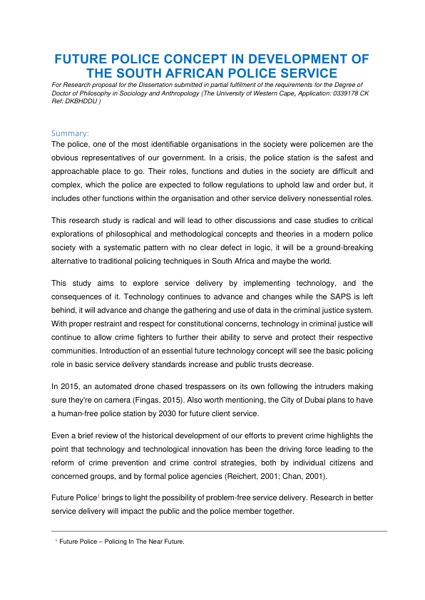 FUTURE POLICE CONCEPT IN DEVELOPMENT OF
THE SOUTH AFRICAN POLICE SERVICE
For Research proposal for the Dissertation submitted in partial fulfilment of the requirements for the Degree of
Doctor of Philosophy in Sociology and Anthropology (The University of Western Cape, Application: 0339178 CK
Ref: DKBHDDU )
Summary:
The police, one of the most identifiable organisations in the society were policemen are the
obvious representatives of our government. In a crisis, the police station is the safest and
approachable place to go. Their roles, functions and duties in the society are difficult and
complex, which the police are expected to follow regulations to uphold law and order but, it
includes other functions within the organisation and other service delivery nonessential roles.
This research study is radical and will lead to other discussions and case studies to critical
explorations of philosophical and methodological concepts and theories in a modern police
society with a systematic pattern with no clear defect in logic, it will be a ground-breaking
alternative to traditional policing techniques in South Africa and maybe the world.
This study aims to explore service delivery by implementing technology, and the
consequences of it. Technology continues to advance and changes while the SAPS is left
behind, it will advance and change the gathering and use of data in the criminal justice system.
With proper restraint and respect for constitutional concerns, technology in criminal justice will
continue to allow crime fighters to further their ability to serve and protect their respective
communities. Introduction of an essential future technology concept will see the basic policing
role in basic service delivery standards increase and public trusts decrease.
In 2015, an automated drone chased trespassers on its own following the intruders making
sure they're on camera (Fingas, 2015). Also worth mentioning, the City of Dubai plans to have
a human-free police station by 2030 for future client service.
Even a brief review of the historical development of our efforts to prevent crime highlights the
point that technology and technological innovation has been the driving force leading to the
reform of crime prevention and crime control strategies, both by individual citizens and
concerned groups, and by formal police agencies (Reichert, 2001; Chan, 2001).
Future Police¹ brings to light the possibility of problem-free service delivery. Research in better
service delivery will impact the public and the police member together.
¹ Future Police – Policing In The Near Future.